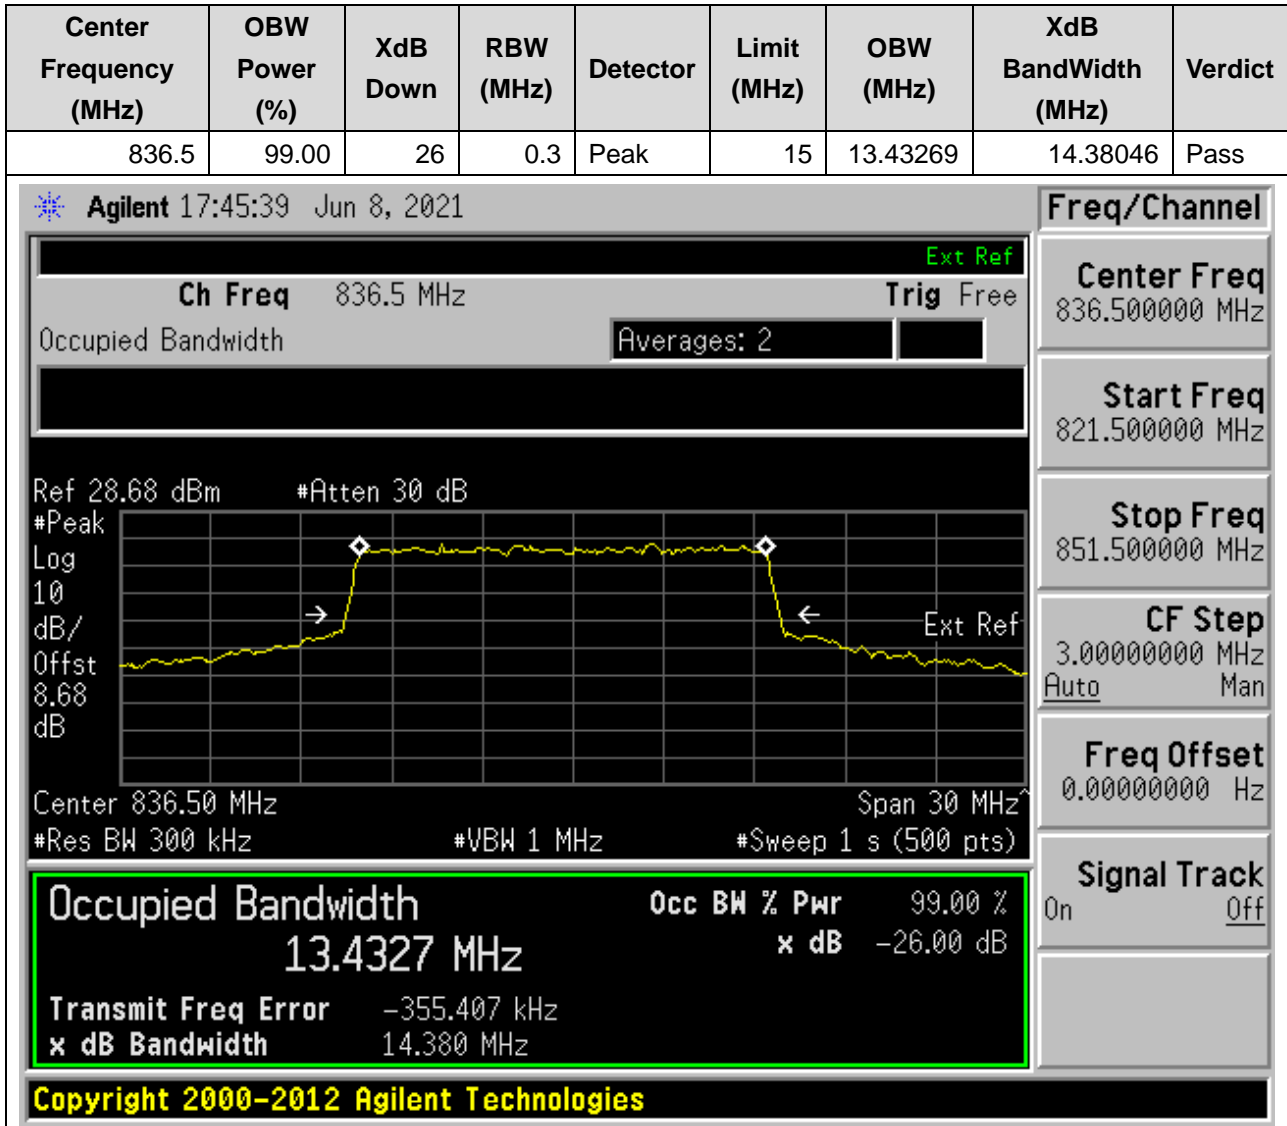 Center Frequency (MHz) OBW Power (%) XdB Down RBW (MHz) Detector Limit (MHz) OBW (MHz) XdB BandWidth (MHz) Verdict
836.5 99.00 26 0.3 Peak 15 13.43269 14.38046 Pass
Agilent 17:45:39 Jun 8, 2021
Freq/Channel
Ext Ref
Ch Freq 836.5 MHz Trig Free
Occupied Bandwidth Averages: 2
Center Freq
836.500000 MHz
Start Freq
821.500000 MHz
Stop Freq
851.500000 MHz
CF Step
3.00000000 MHz
Auto Man
Freq Offset
0.00000000 Hz
Signal Track
On Off
Ref 28.68 dBm #Atten 30 dB
#Peak
Log
10
dB/
Offst
8.68
dB
Ext Ref
Center 836.50 MHz Span 30 MHz^
#Res BW 300 kHz #VBW 1 MHz #Sweep 1 s (500 pts)
Occupied Bandwidth
13.4327 MHz
Occ BW % Pwr 99.00 %
x dB -26.00 dB
Transmit Freq Error -355.407 kHz
x dB Bandwidth 14.380 MHz
Copyright 2000-2012 Agilent Technologies